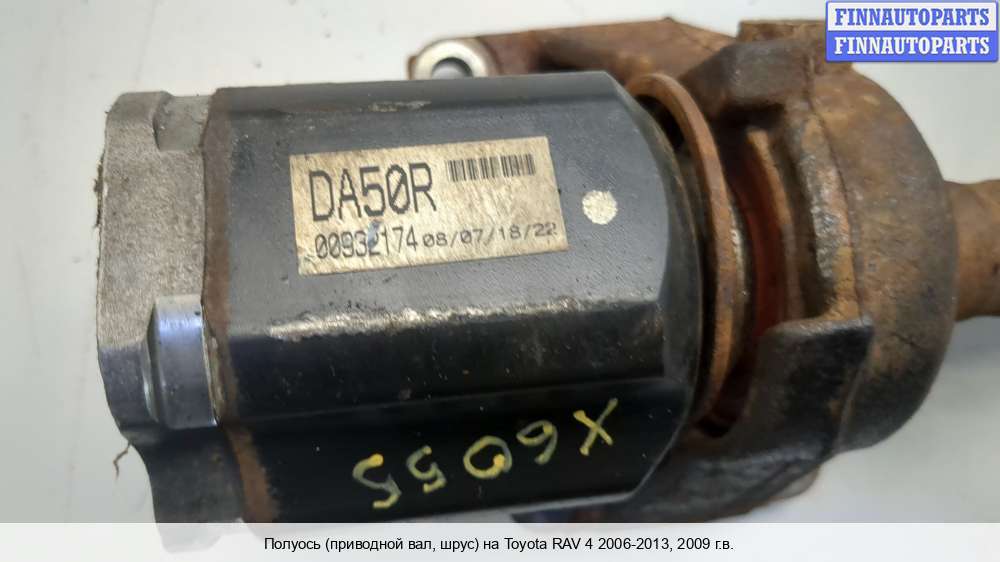 FINNAUTOPARTS
FINNAUTOPARTS
DA50R
00932174 08/07/18/22
X6055
Полуось (приводной вал, шрус) на Toyota RAV 4 2006-2013, 2009 г.в.